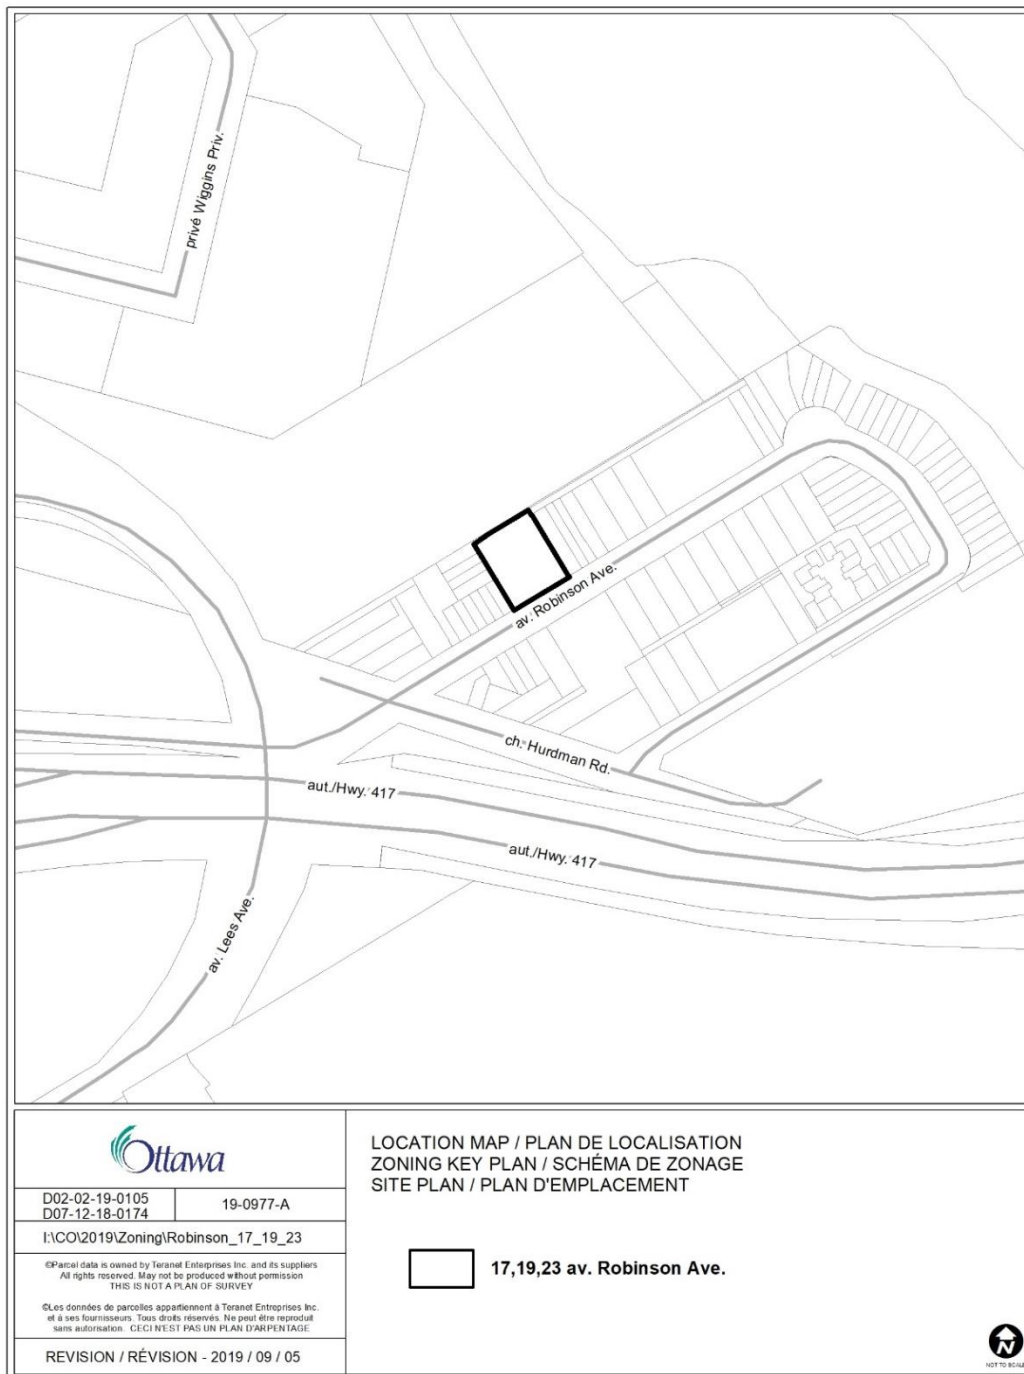 privé Wiggins Priv.
av. Robinson Ave.
ch. Hurdman Rd.
aut./Hwy. 417
aut./Hwy. 417
av. Lees Ave.
Ottawa
D02-02-19-0105
D07-12-18-0174
19-0977-A
I:\CO\2019\Zoning\Robinson_17_19_23
©Parcel data is owned by Teranet Enterprises Inc. and its suppliers
All rights reserved. May not be produced without permission
THIS IS NOT A PLAN OF SURVEY
©Les données de parcelles appartiennent à Teranet Entreprises Inc.
et à ses fournisseurs. Tous droits réservés. Ne peut être reproduit
sans autorisation. CECI N'EST PAS UN PLAN D'ARPENTAGE
REVISION / RÉVISION - 2019 / 09 / 05
LOCATION MAP / PLAN DE LOCALISATION
ZONING KEY PLAN / SCHÉMA DE ZONAGE
SITE PLAN / PLAN D'EMPLACEMENT
17,19,23 av. Robinson Ave.
N
NOT TO SCALE